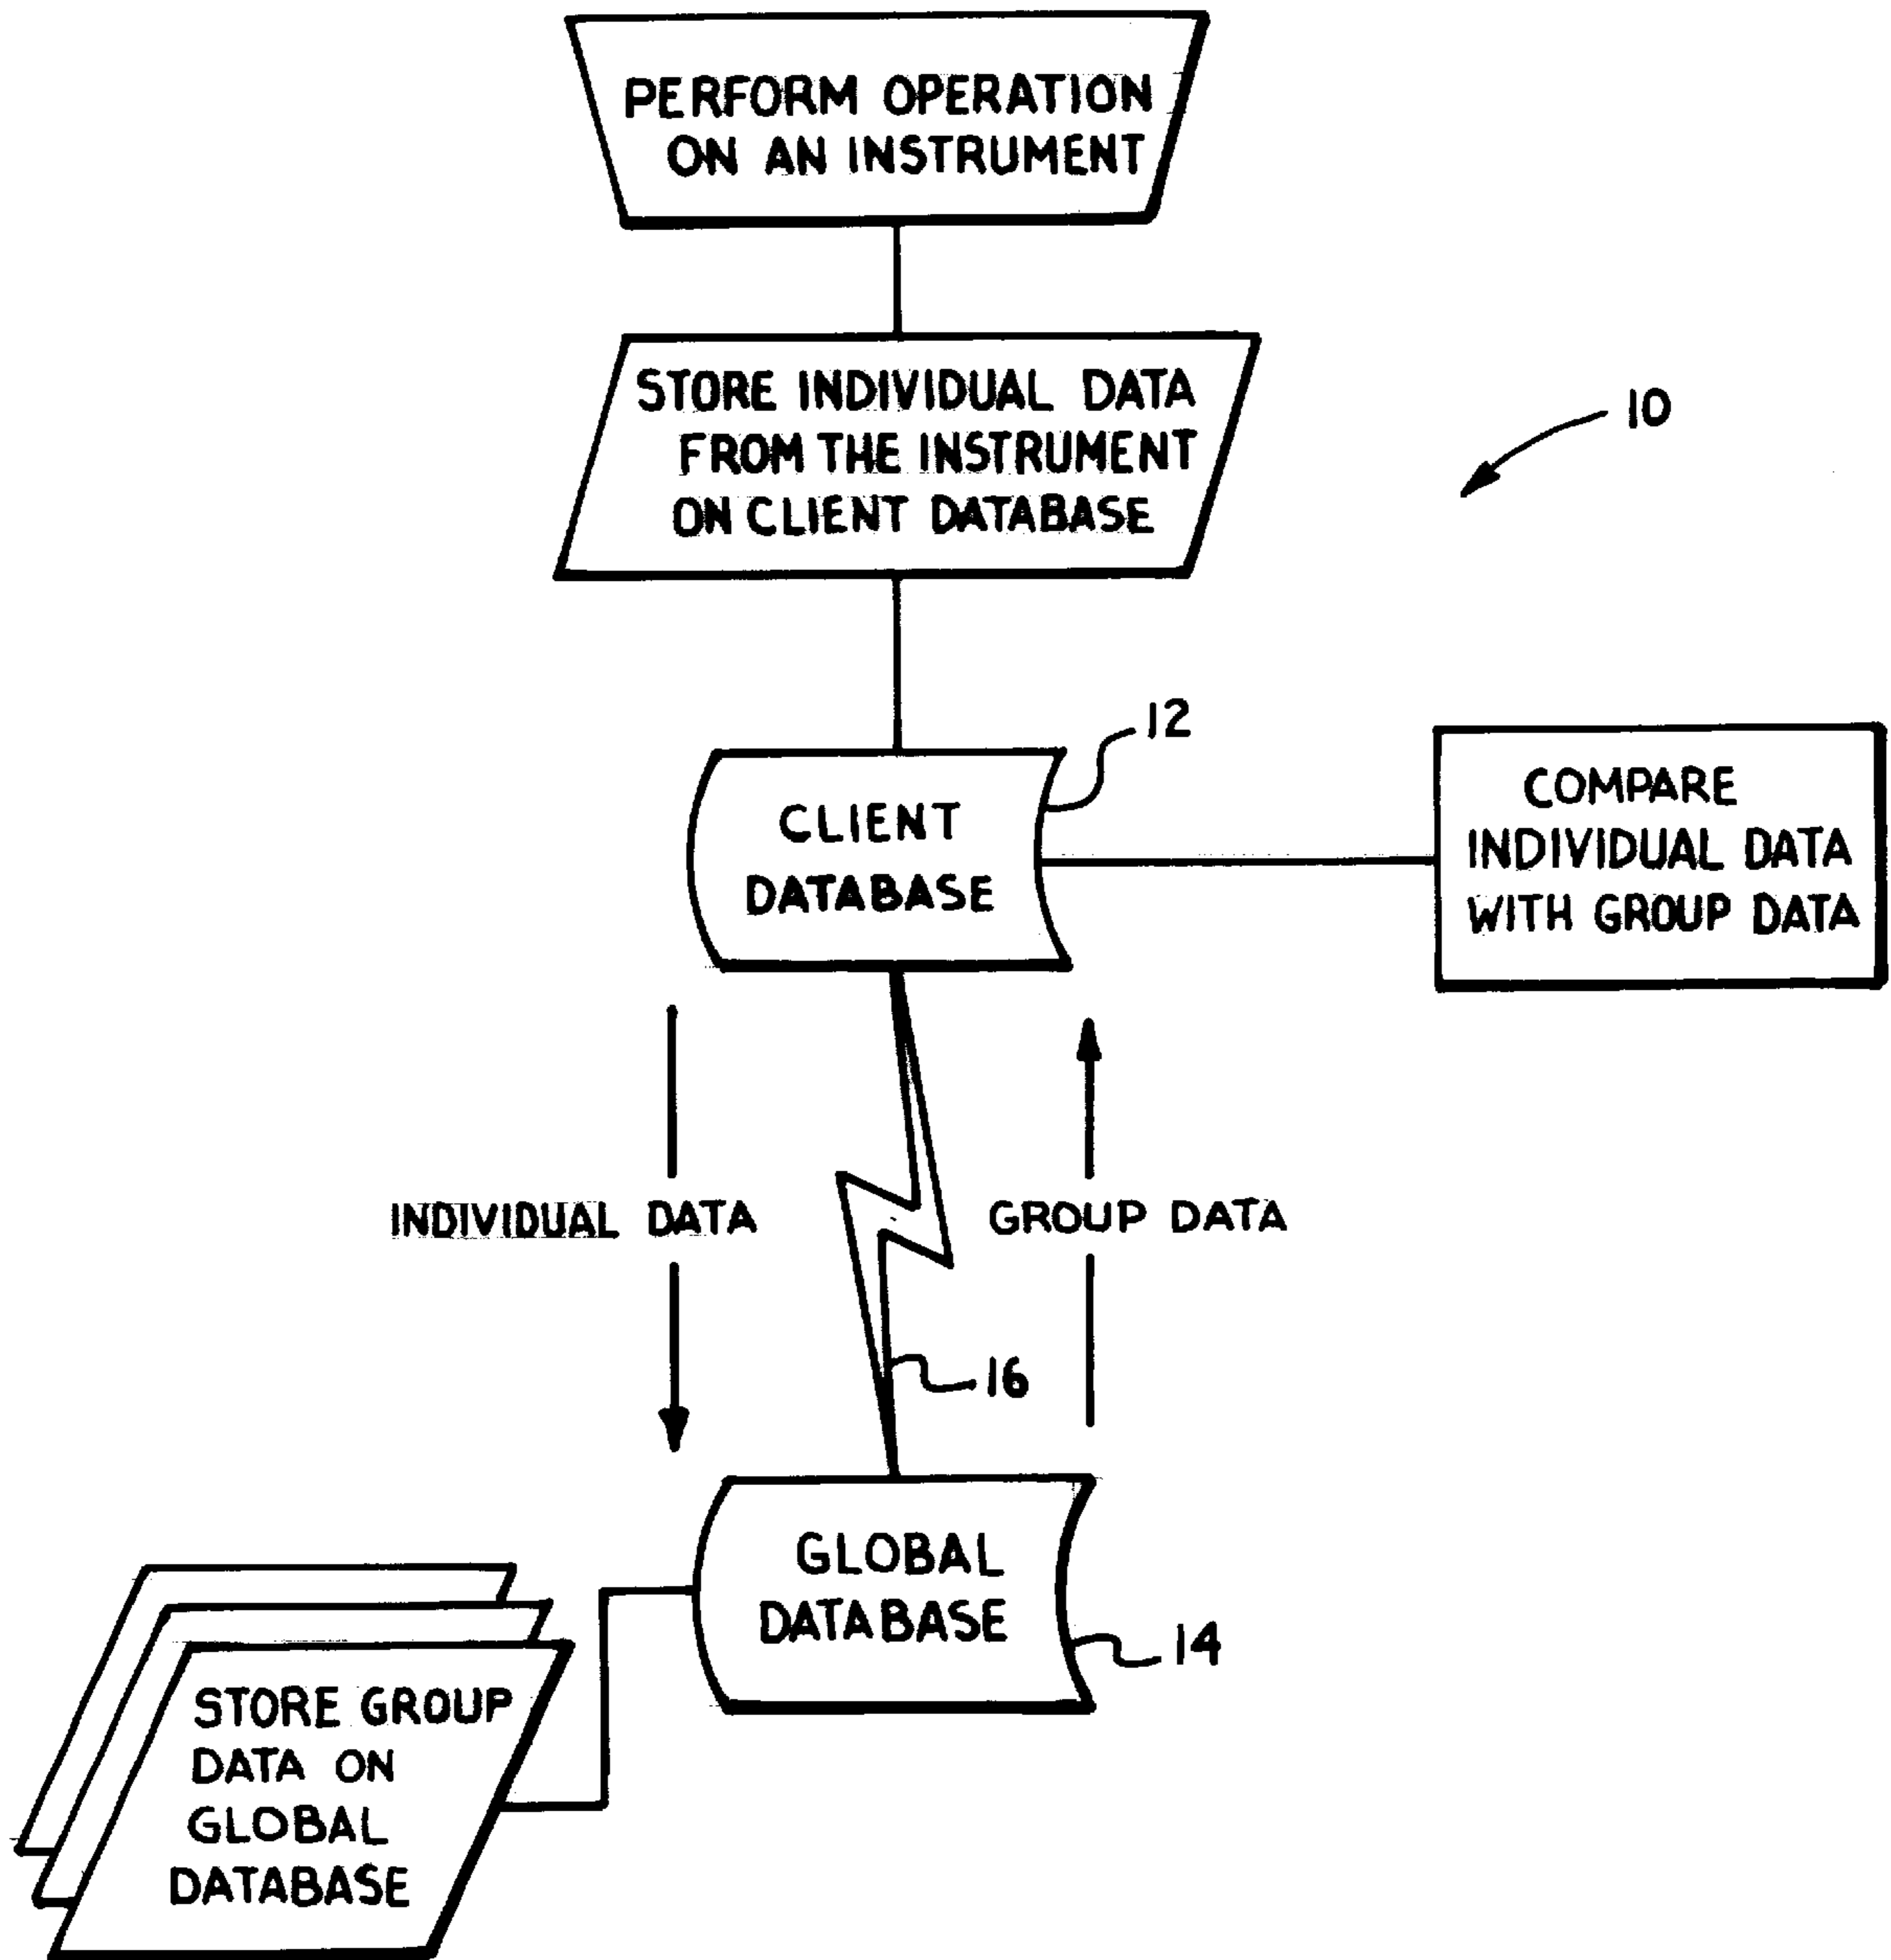 PERFORM OPERATION
ON AN INSTRUMENT
STORE INDIVIDUAL DATA
FROM THE INSTRUMENT
ON CLIENT DATABASE
10
12
CLIENT
DATABASE
COMPARE
INDIVIDUAL DATA
WITH GROUP DATA
INDIVIDUAL DATA
GROUP DATA
16
GLOBAL
DATABASE
14
STORE GROUP
DATA ON
GLOBAL
DATABASE